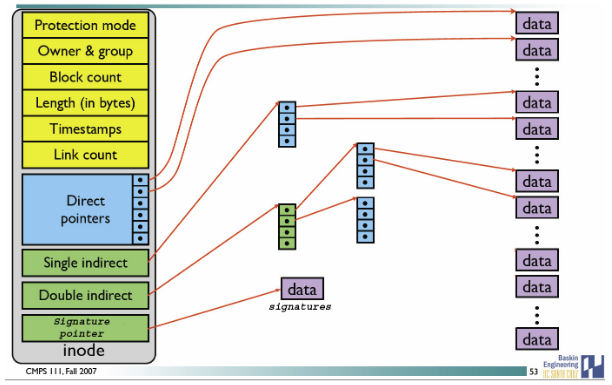 Protection mode
Owner & group
Block count
Length (in bytes)
Timestamps
Link count
Direct
pointers
Single indirect
Double indirect
Signature
pointer
inode
data
signatures
data
data
data
data
data
data
data
data
data
CMPS 111, Fall 2007
53
Baskin
Engineering
UC SANTA CRUZ